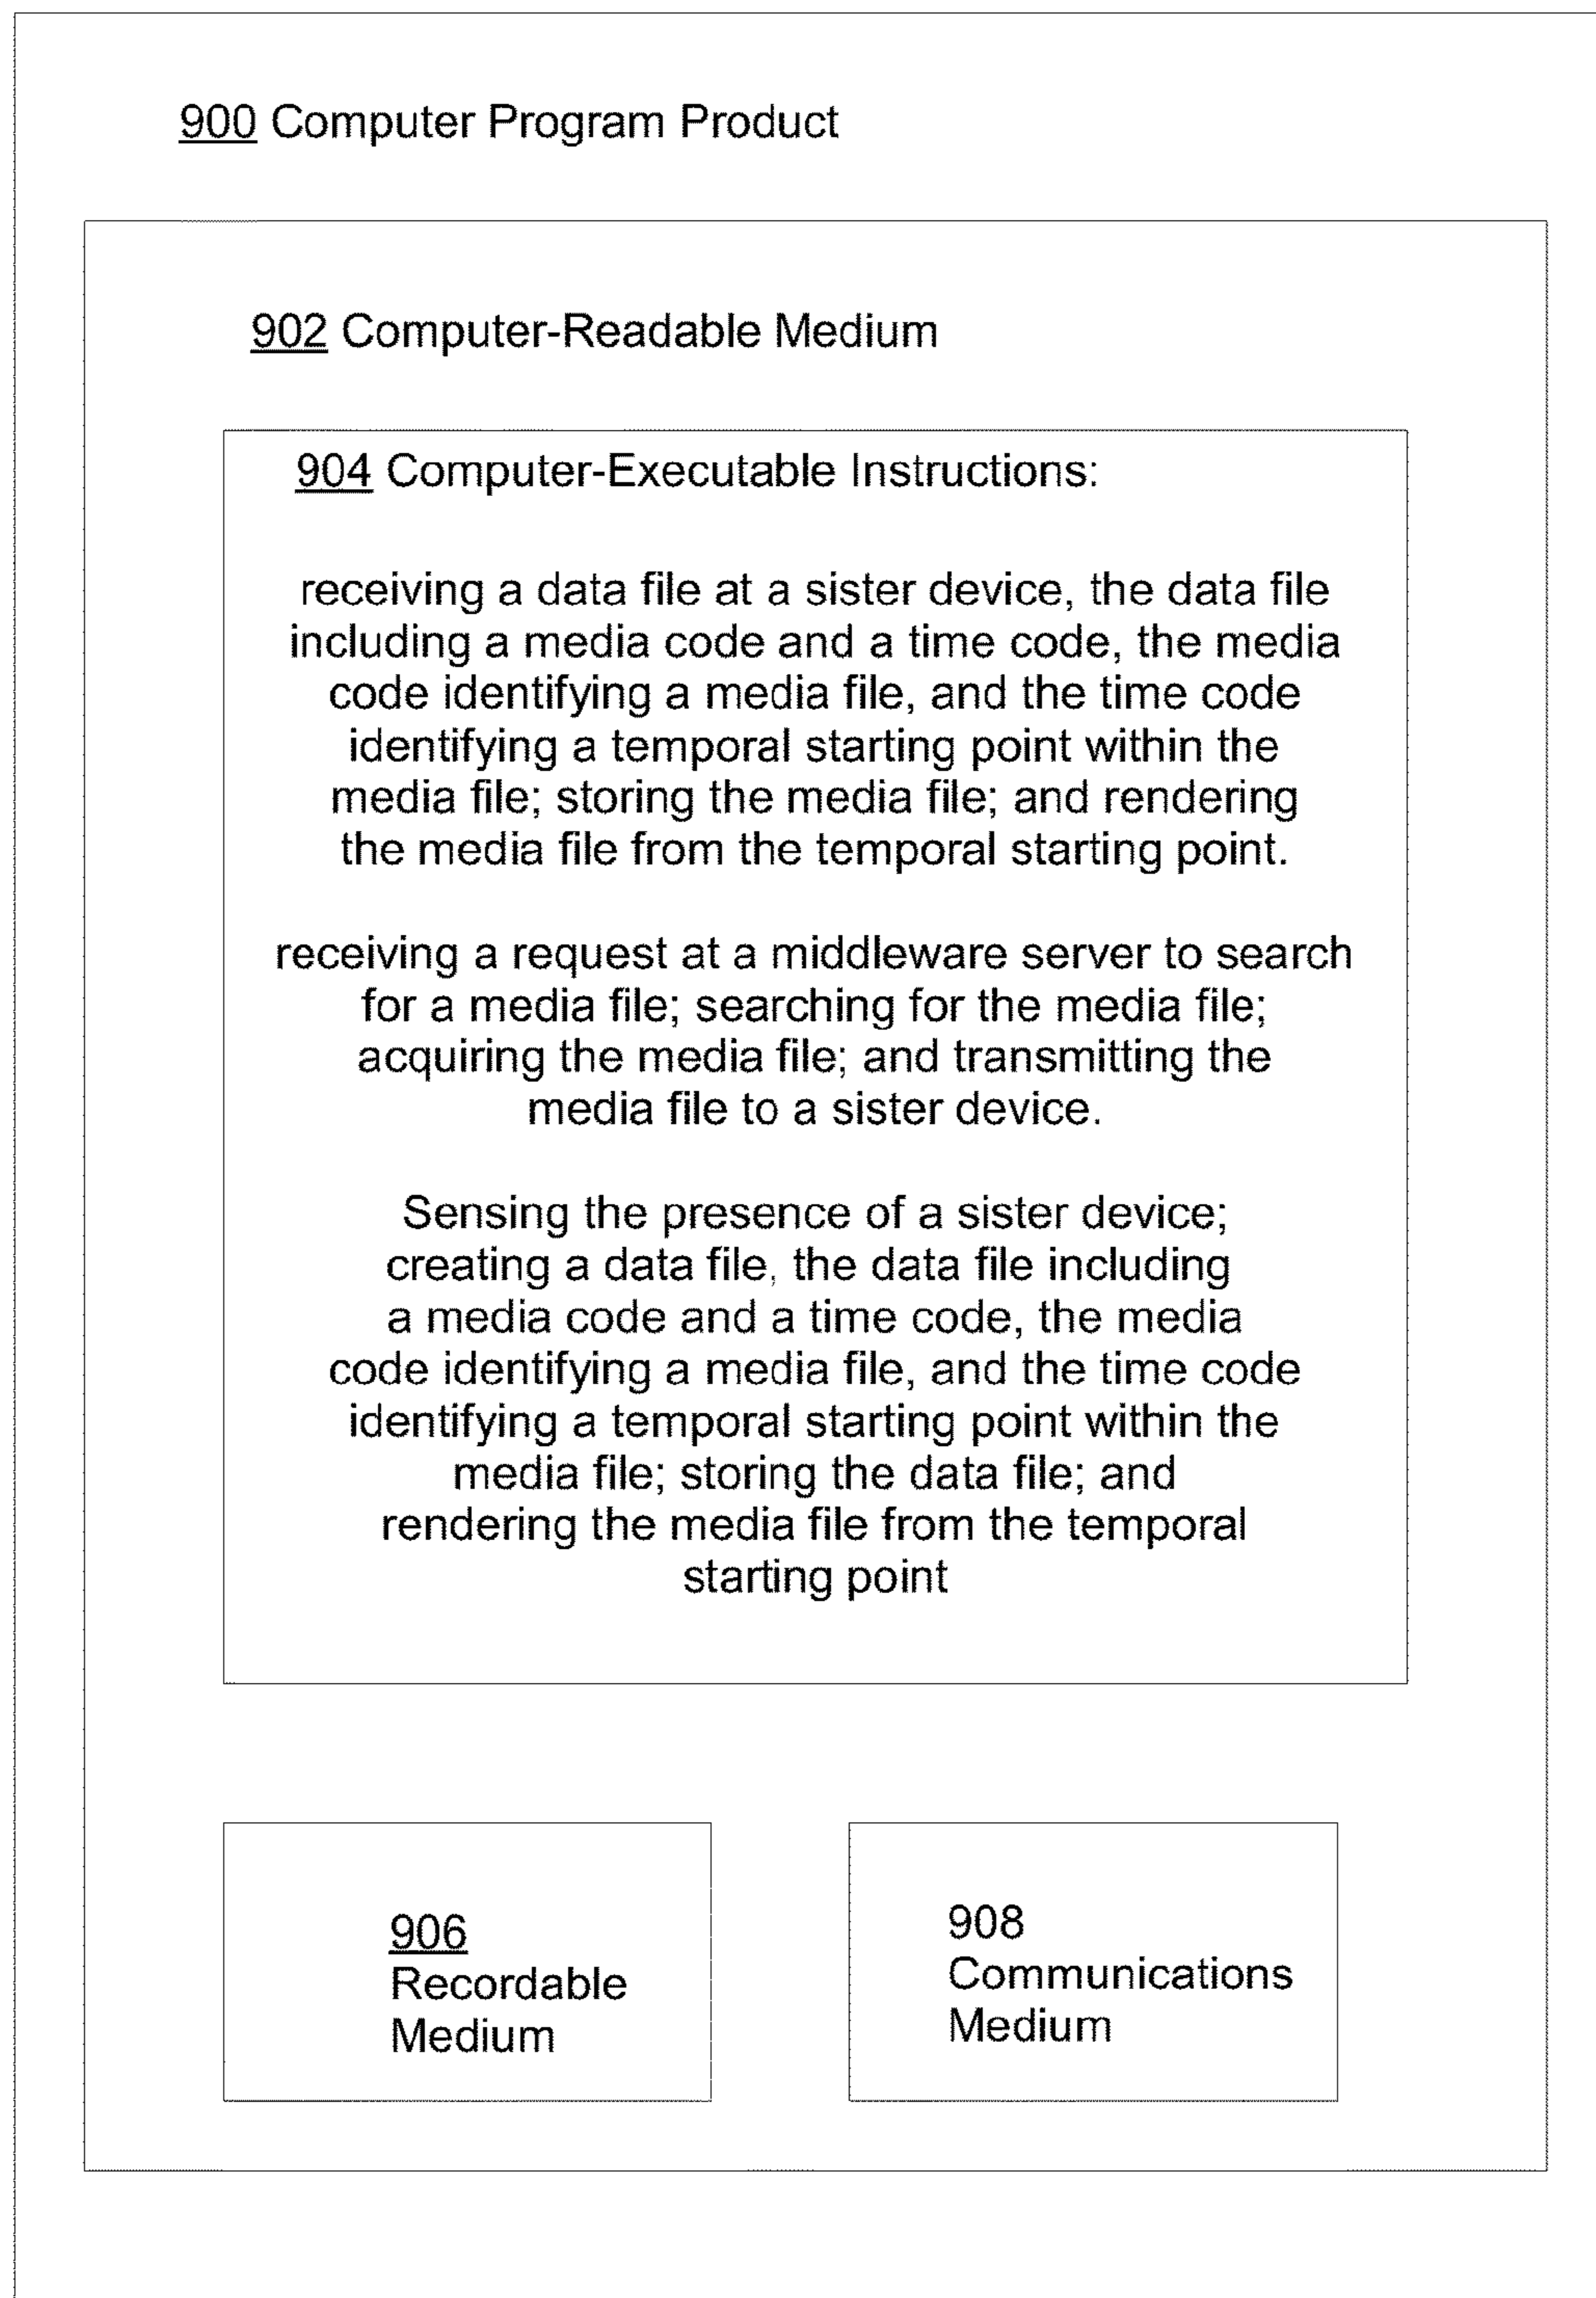 900 Computer Program Product
902 Computer-Readable Medium
904 Computer-Executable Instructions:
receiving a data file at a sister device, the data file
including a media code and a time code, the media
code identifying a media file, and the time code
identifying a temporal starting point within the
media file; storing the media file; and rendering
the media file from the temporal starting point.
receiving a request at a middleware server to search
for a media file; searching for the media file;
acquiring the media file; and transmitting the
media file to a sister device.
Sensing the presence of a sister device;
creating a data file, the data file including
a media code and a time code, the media
code identifying a media file, and the time code
identifying a temporal starting point within the
media file; storing the data file; and
rendering the media file from the temporal
starting point
906
Recordable
Medium
908
Communications
Medium